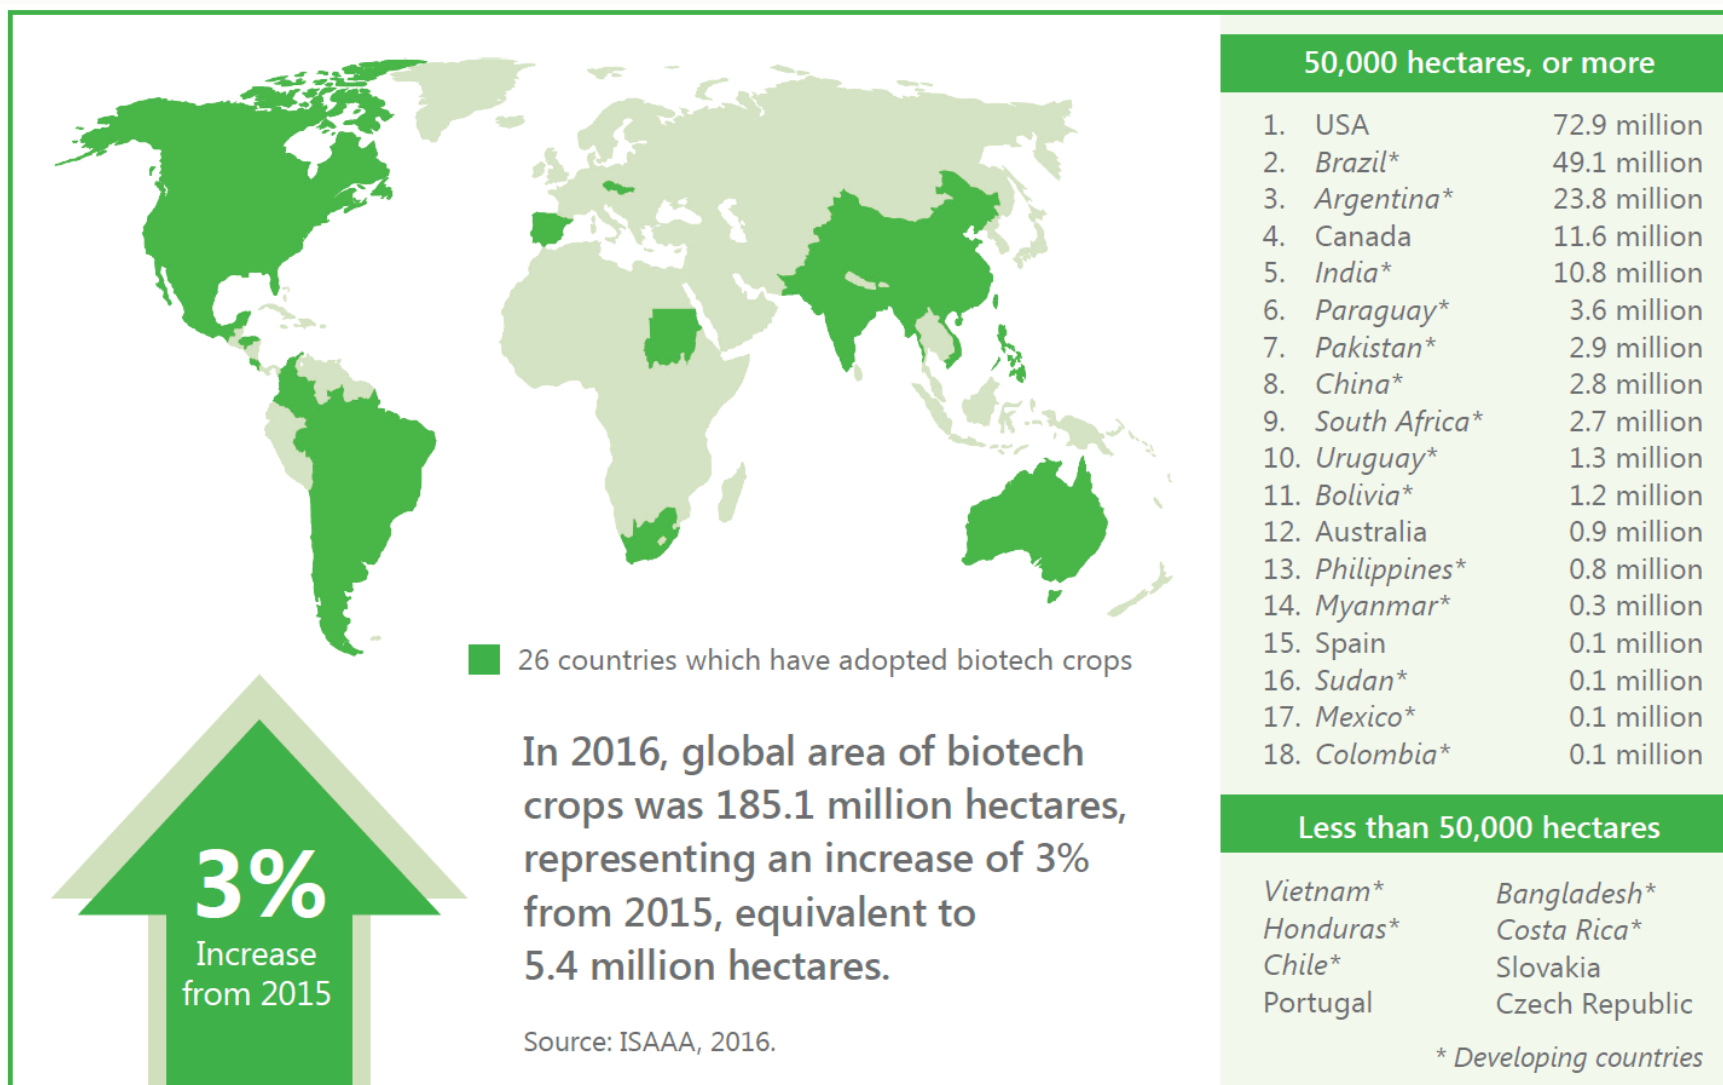 50,000 hectares, or more
1. USA 72.9 million
2. Brazil* 49.1 million
3. Argentina* 23.8 million
4. Canada 11.6 million
5. India* 10.8 million
6. Paraguay* 3.6 million
7. Pakistan* 2.9 million
8. China* 2.8 million
9. South Africa* 2.7 million
10. Uruguay* 1.3 million
11. Bolivia* 1.2 million
12. Australia 0.9 million
13. Philippines* 0.8 million
14. Myanmar* 0.3 million
15. Spain 0.1 million
16. Sudan* 0.1 million
17. Mexico* 0.1 million
18. Colombia* 0.1 million
Less than 50,000 hectares
Vietnam* Bangladesh*
Honduras* Costa Rica*
Chile* Slovakia
Portugal Czech Republic
* Developing countries
26 countries which have adopted biotech crops
In 2016, global area of biotech
crops was 185.1 million hectares,
representing an increase of 3%
from 2015, equivalent to
5.4 million hectares.
Source: ISAAA, 2016.
3%
Increase
from 2015